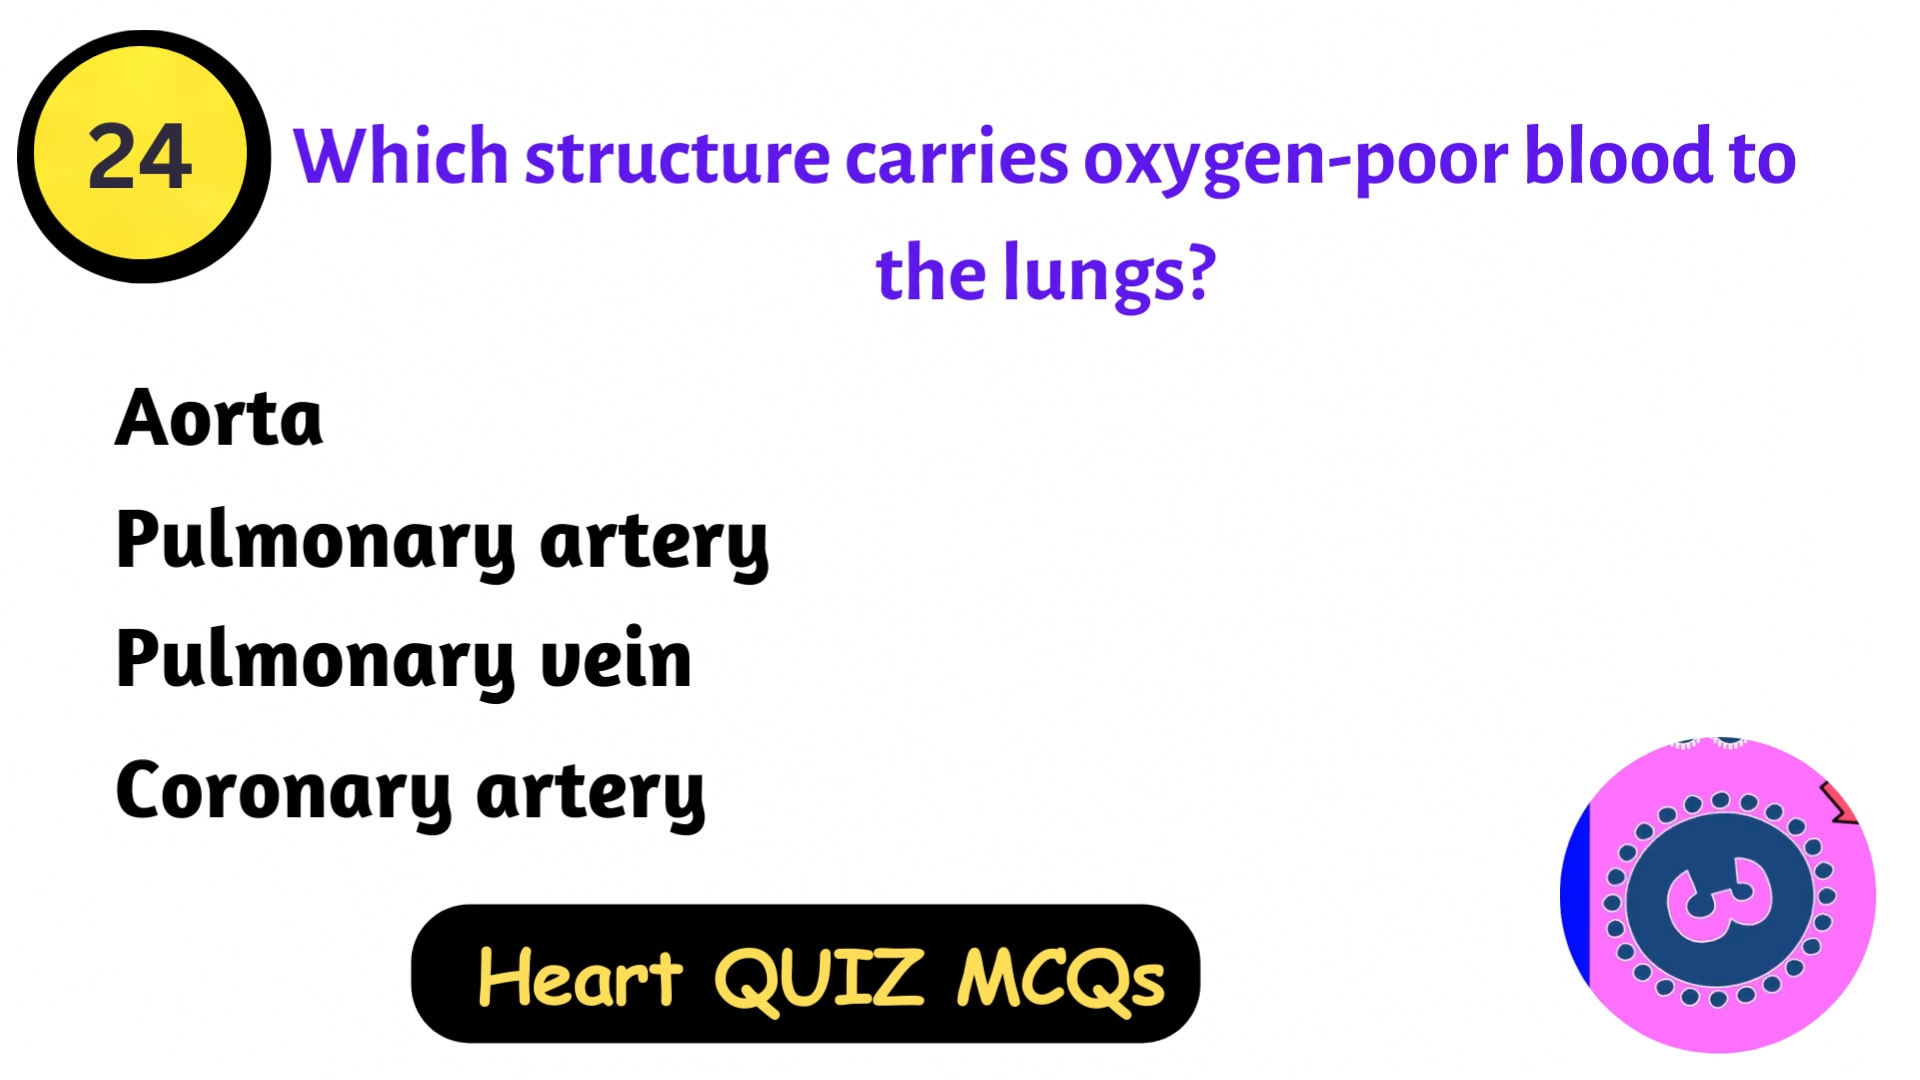 24
Which structure carries oxygen-poor blood to
the lungs?
Aorta
Pulmonary artery
Pulmonary vein
Coronary artery
Heart QUIZ MCQs
3